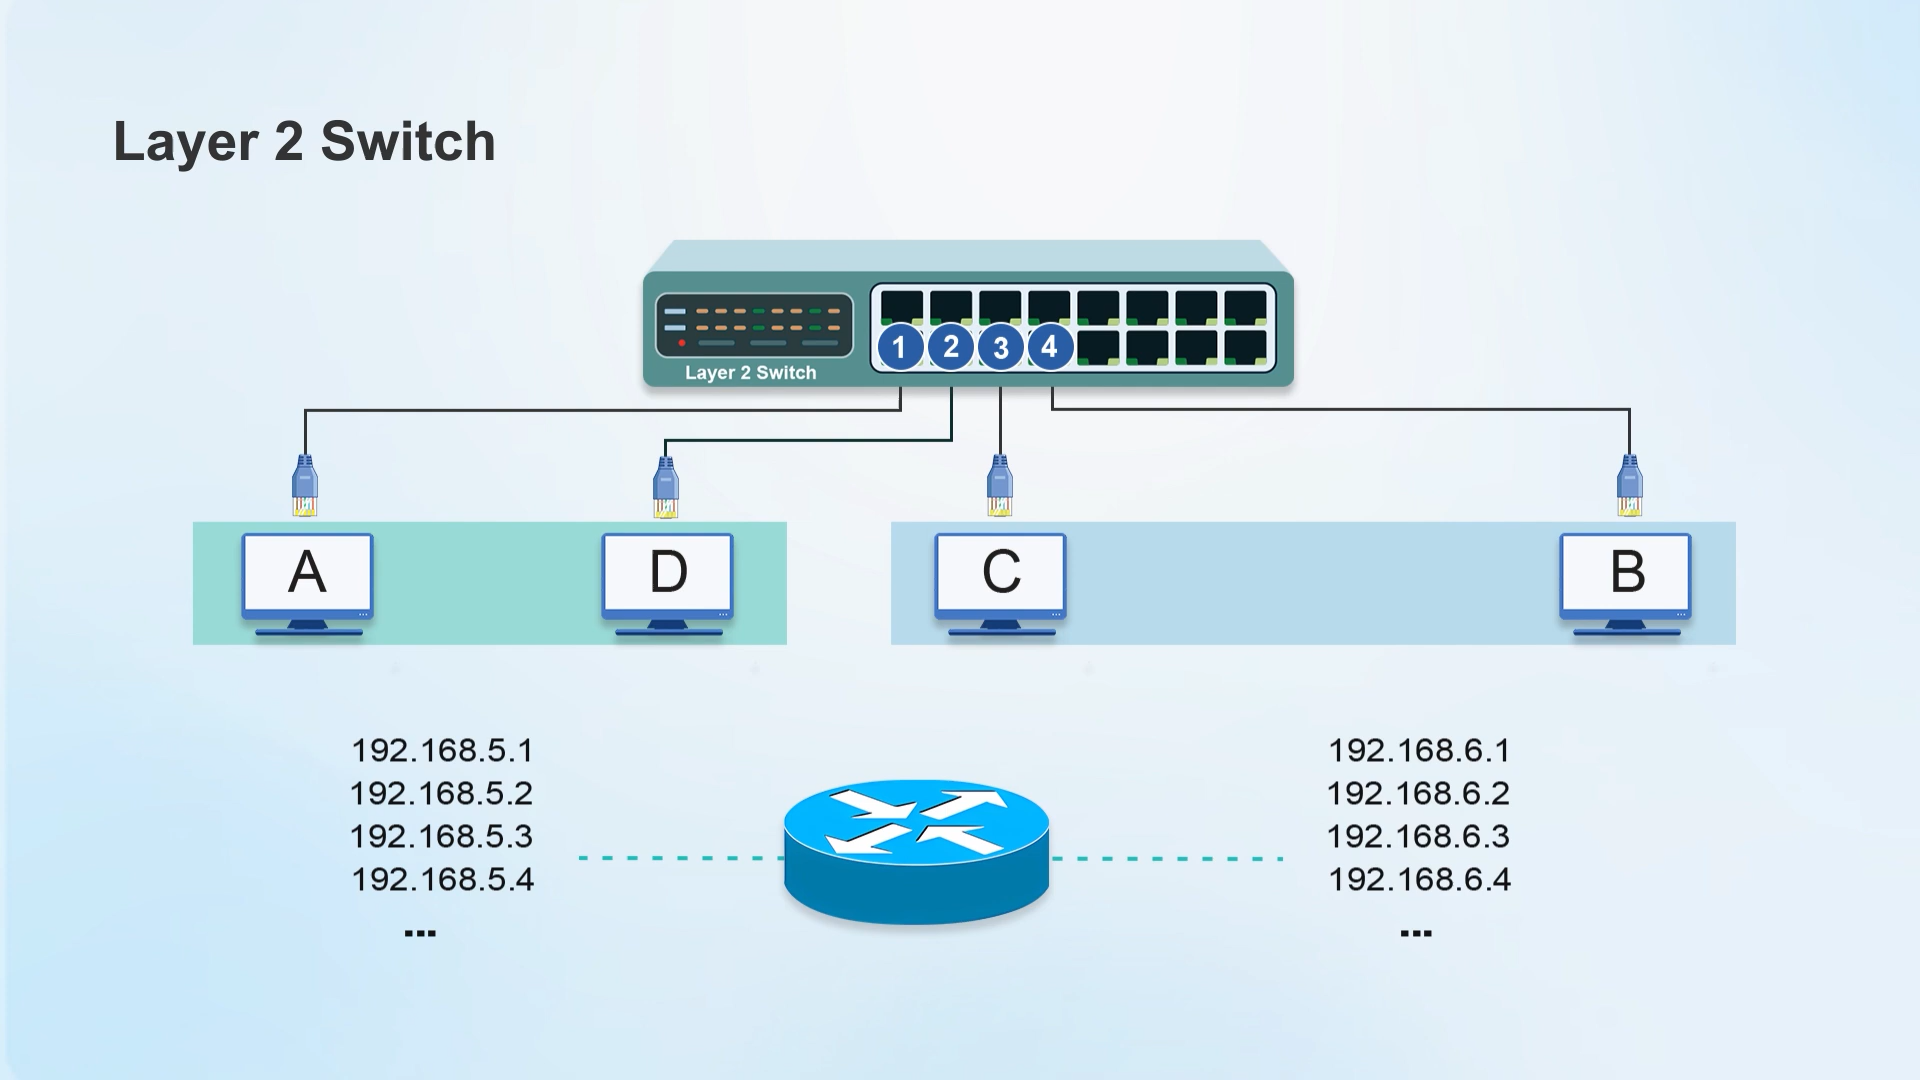 Layer 2 Switch
1 2 3 4
Layer 2 Switch
A D C B
192.168.5.1
192.168.5.2
192.168.5.3
192.168.5.4
...
192.168.6.1
192.168.6.2
192.168.6.3
192.168.6.4
...